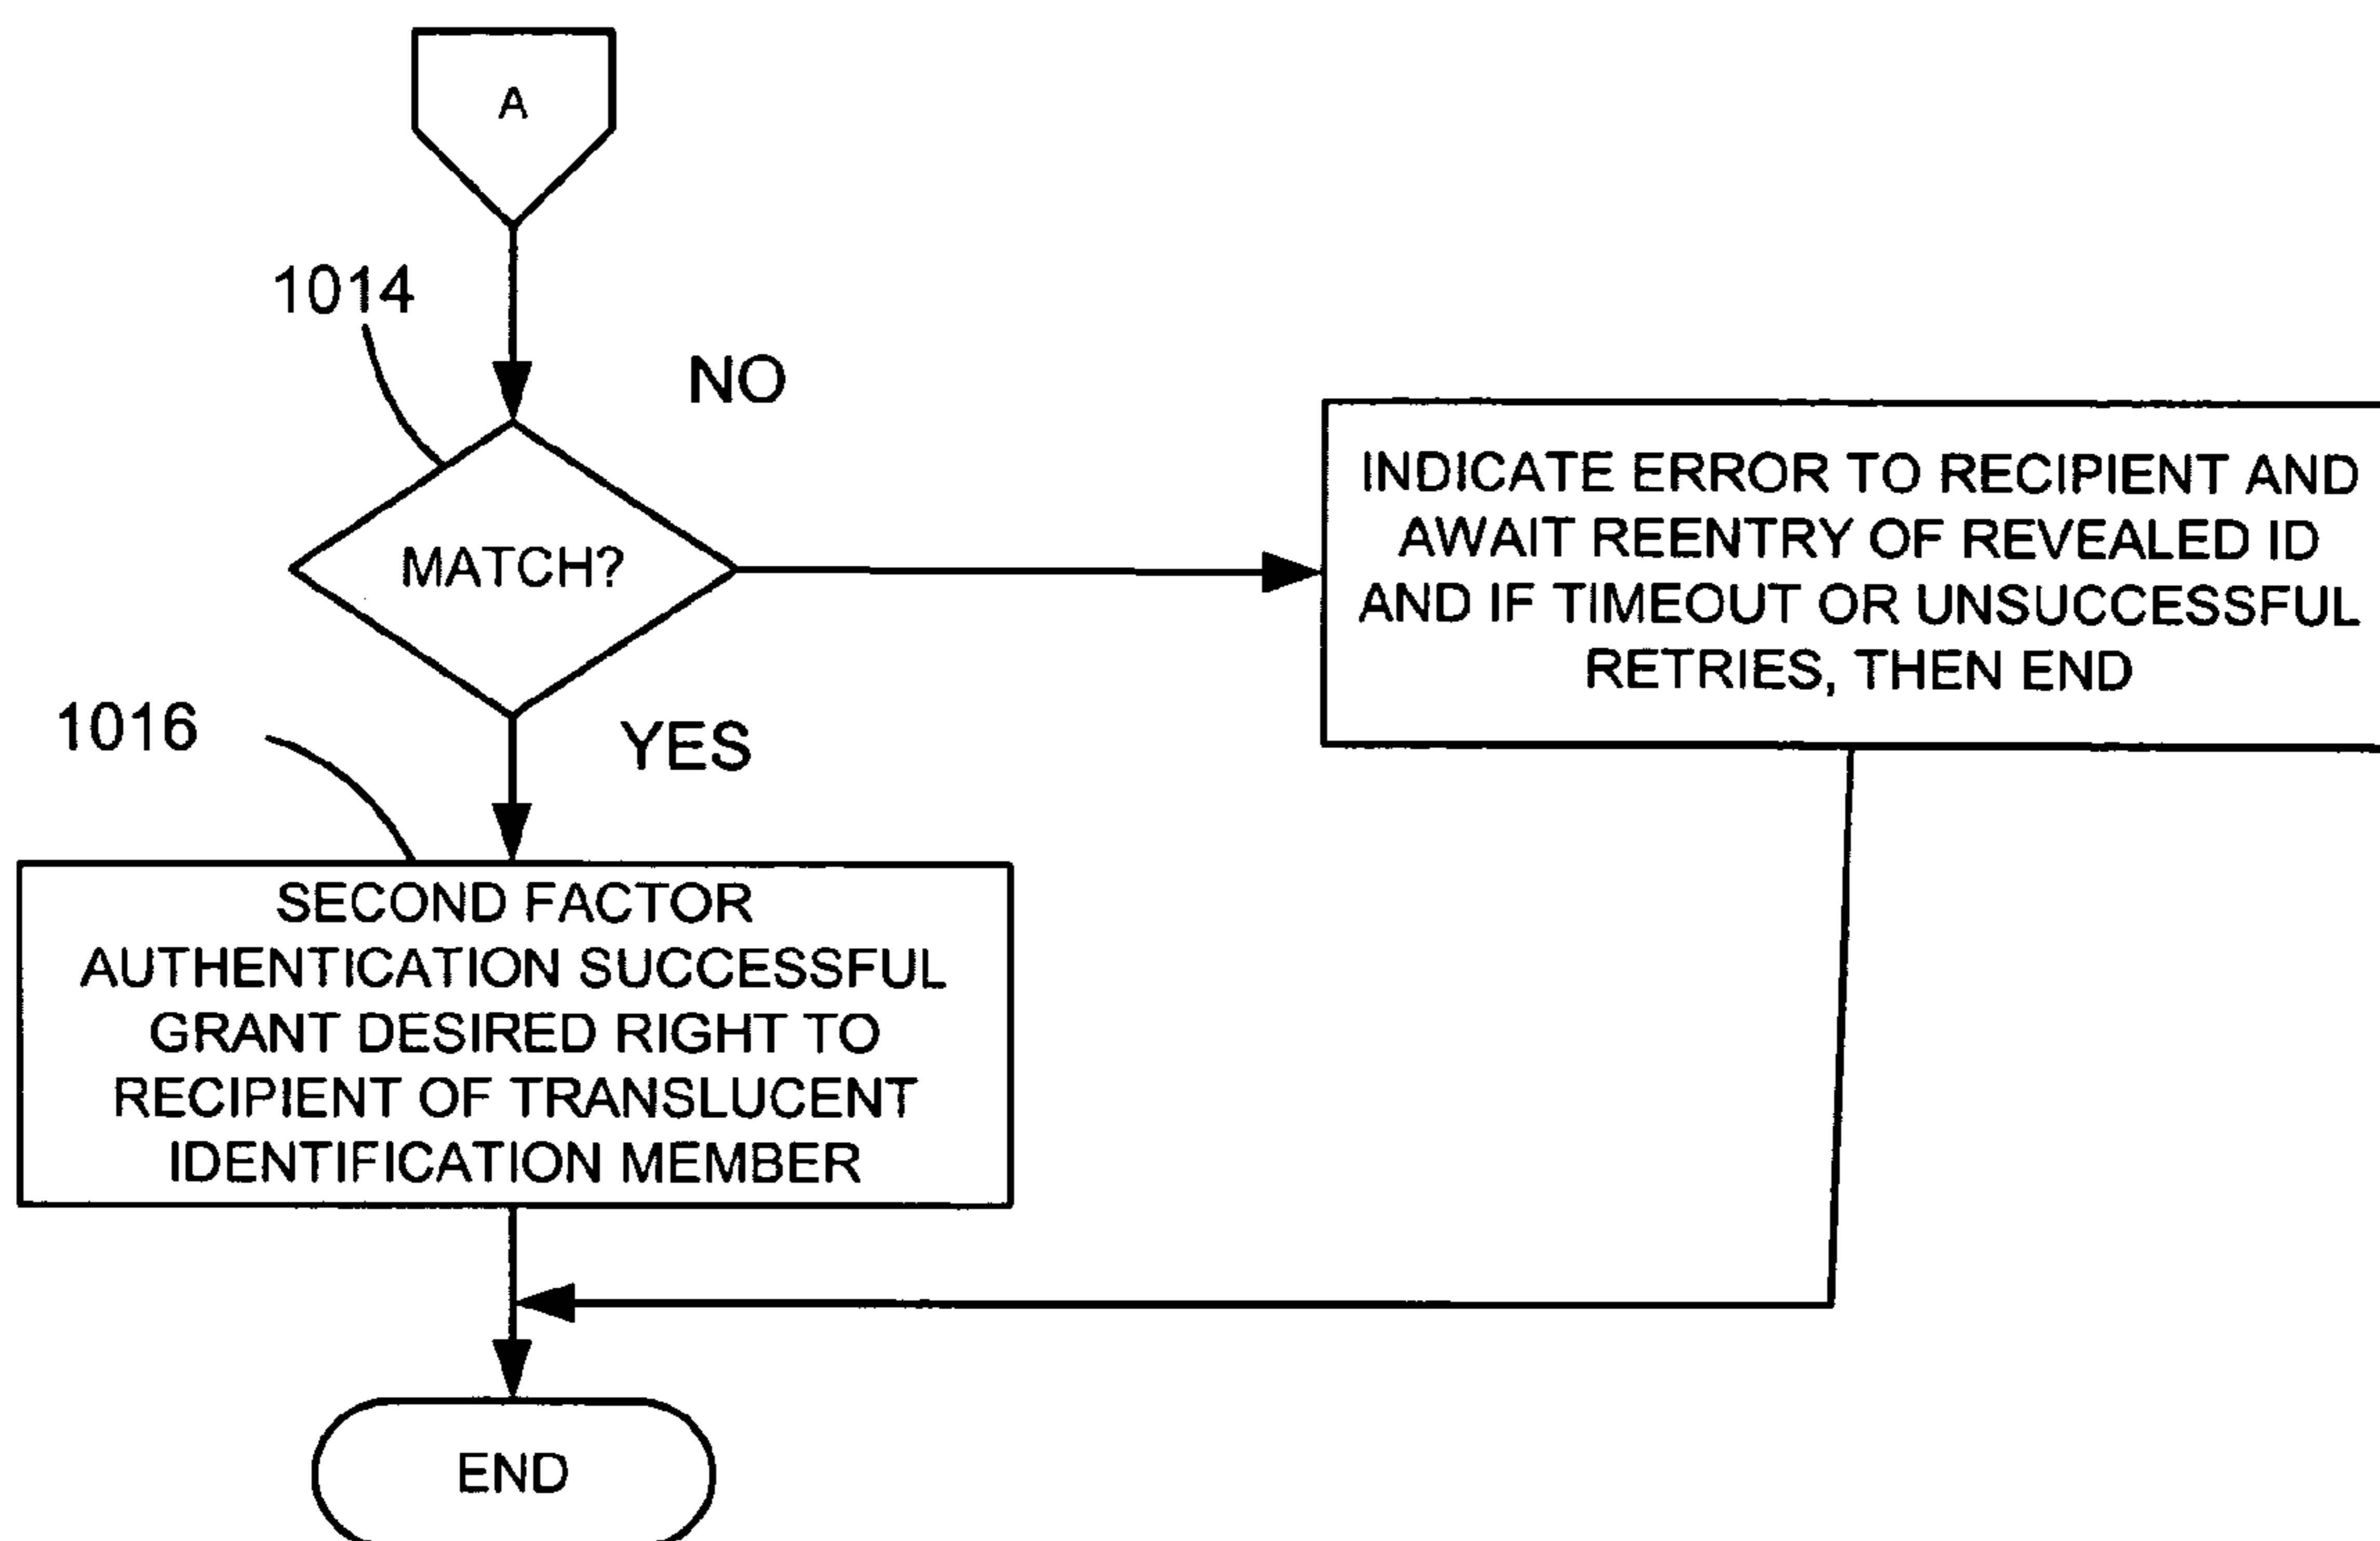 A
1014
NO
MATCH?
INDICATE ERROR TO RECIPIENT AND
AWAIT REENTRY OF REVEALED ID
AND IF TIMEOUT OR UNSUCCESSFUL
RETRIES, THEN END
1016
YES
SECOND FACTOR
AUTHENTICATION SUCCESSFUL
GRANT DESIRED RIGHT TO
RECIPIENT OF TRANSLUCENT
IDENTIFICATION MEMBER
END